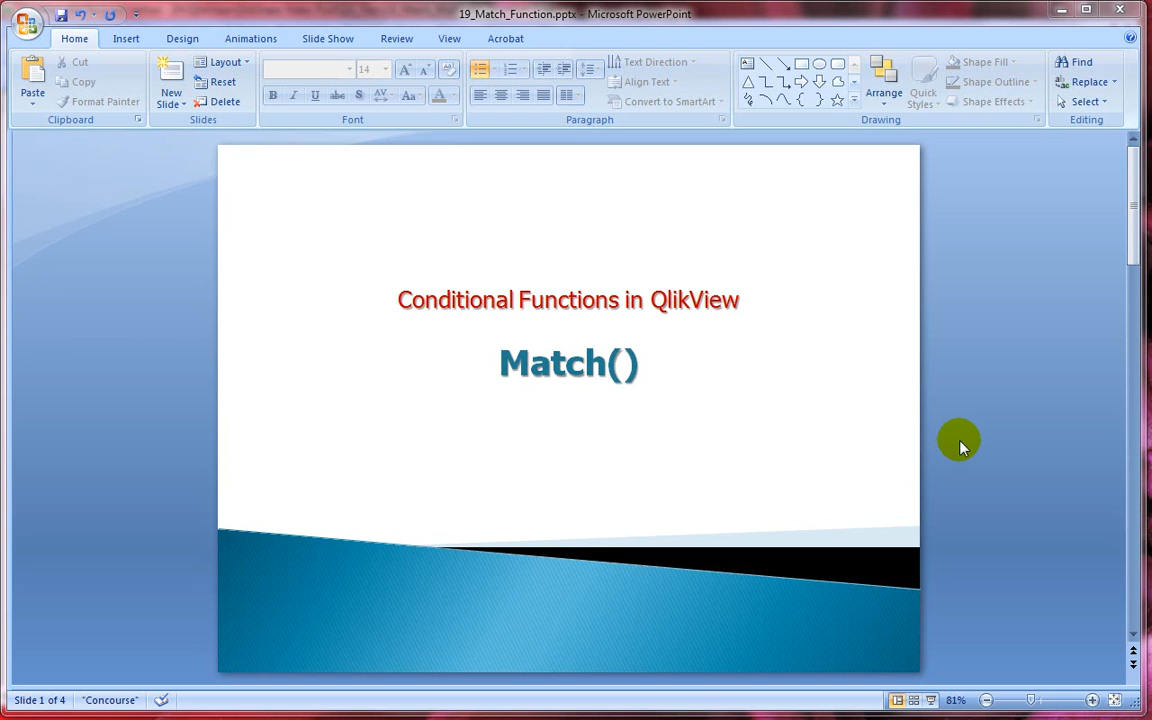 19_Match_Function.pptx - Microsoft PowerPoint
Home Insert Design Animations Slide Show Review View Acrobat
Paste
Cut
Copy
Format Painter
Clipboard
New Slide
Layout
Reset
Delete
Slides
14
B I U abc S AV Aa A
Font
Text Direction
Align Text
Convert to SmartArt
Paragraph
Arrange
Quick Styles
Shape Fill
Shape Outline
Shape Effects
Drawing
Find
Replace
Select
Editing
Conditional Functions in QlikView
Match()
Slide 1 of 4 "Concourse" 81%